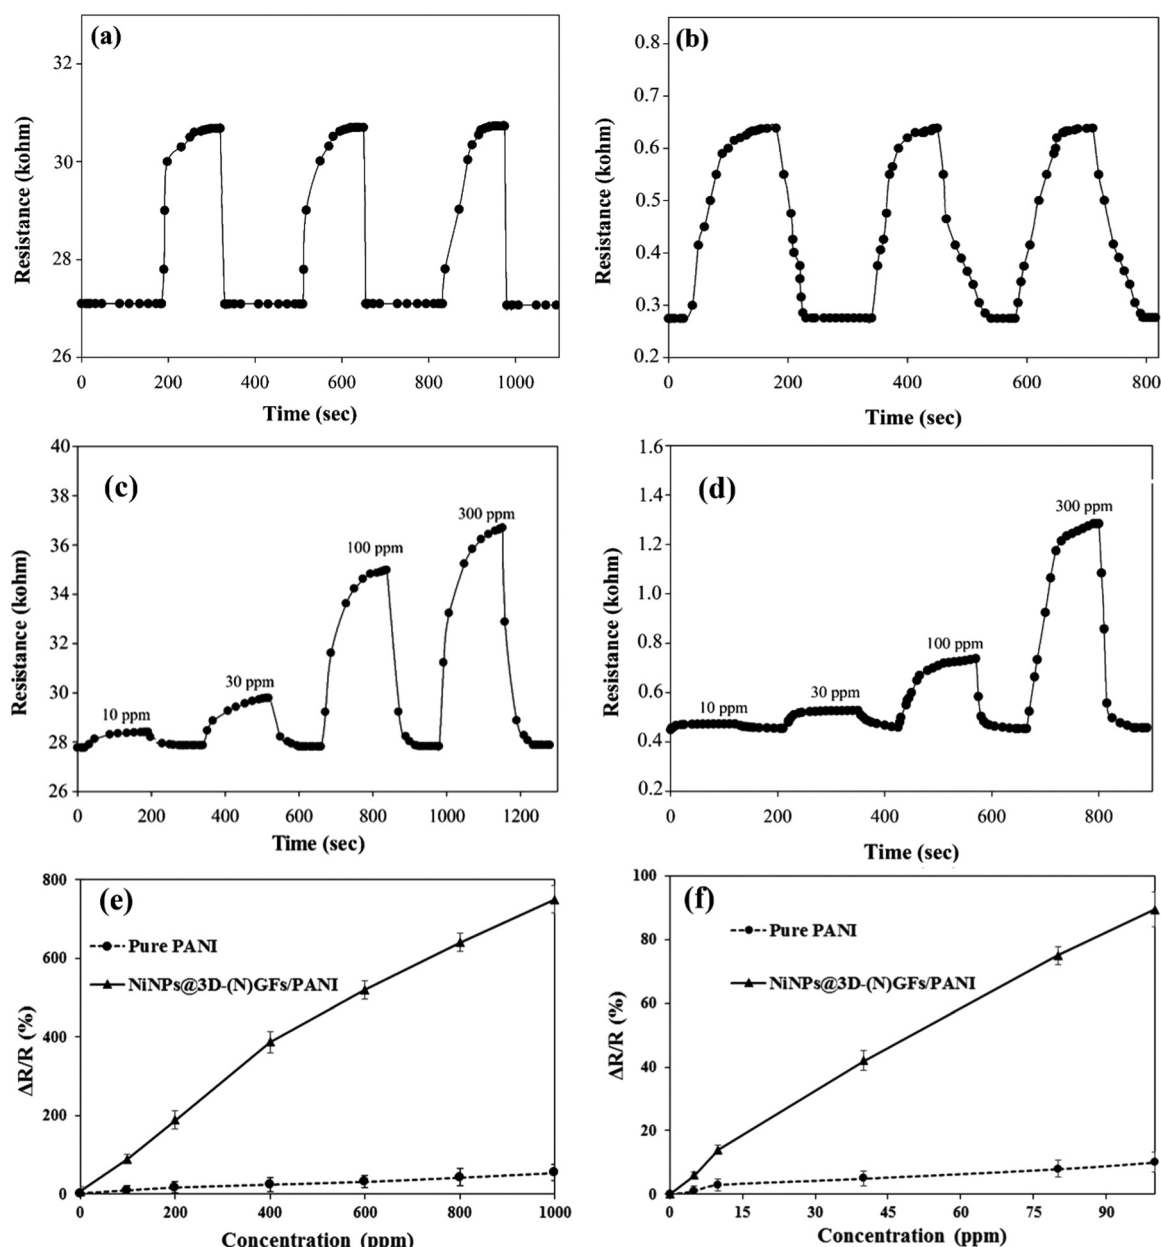 (a)
Resistance (kohm)
32
30
28
26
0 200 400 600 800 1000
Time (sec)
(b)
Resistance (kohm)
0.8
0.7
0.6
0.5
0.4
0.3
0.2
0 200 400 600 800
Time (sec)
(c)
Resistance (kohm)
40
38
36
34
32
30
28
26
10 ppm
30 ppm
100 ppm
300 ppm
0 200 400 600 800 1000 1200
Time (sec)
(d)
Resistance (kohm)
1.6
1.4
1.2
1.0
0.8
0.6
0.4
0.2
10 ppm
30 ppm
100 ppm
300 ppm
0 200 400 600 800
Time (sec)
(e)
ΔR/R (%)
800
600
400
200
0
Pure PANI
NiNPs@3D-(N)GFs/PANI
0 200 400 600 800 1000
Concentration (ppm)
(f)
ΔR/R (%)
100
80
60
40
20
0
Pure PANI
NiNPs@3D-(N)GFs/PANI
0 15 30 45 60 75 90
Concentration (ppm)